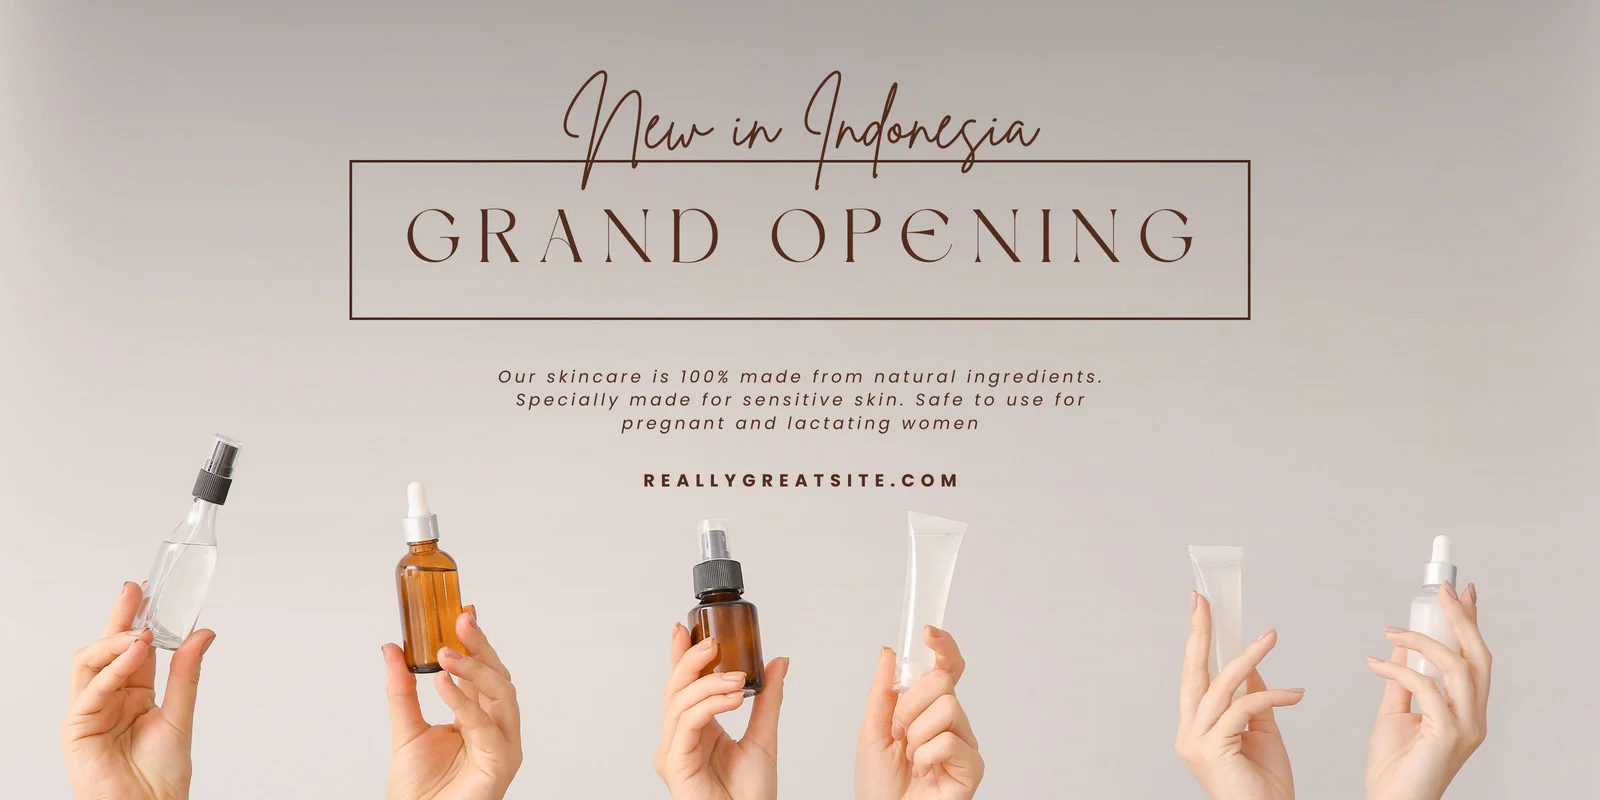 New in Indonesia
GRAND OPENING
Our skincare is 100% made from natural ingredients.
Specially made for sensitive skin. Safe to use for
pregnant and lactating women
REALLYGREATSITE.COM